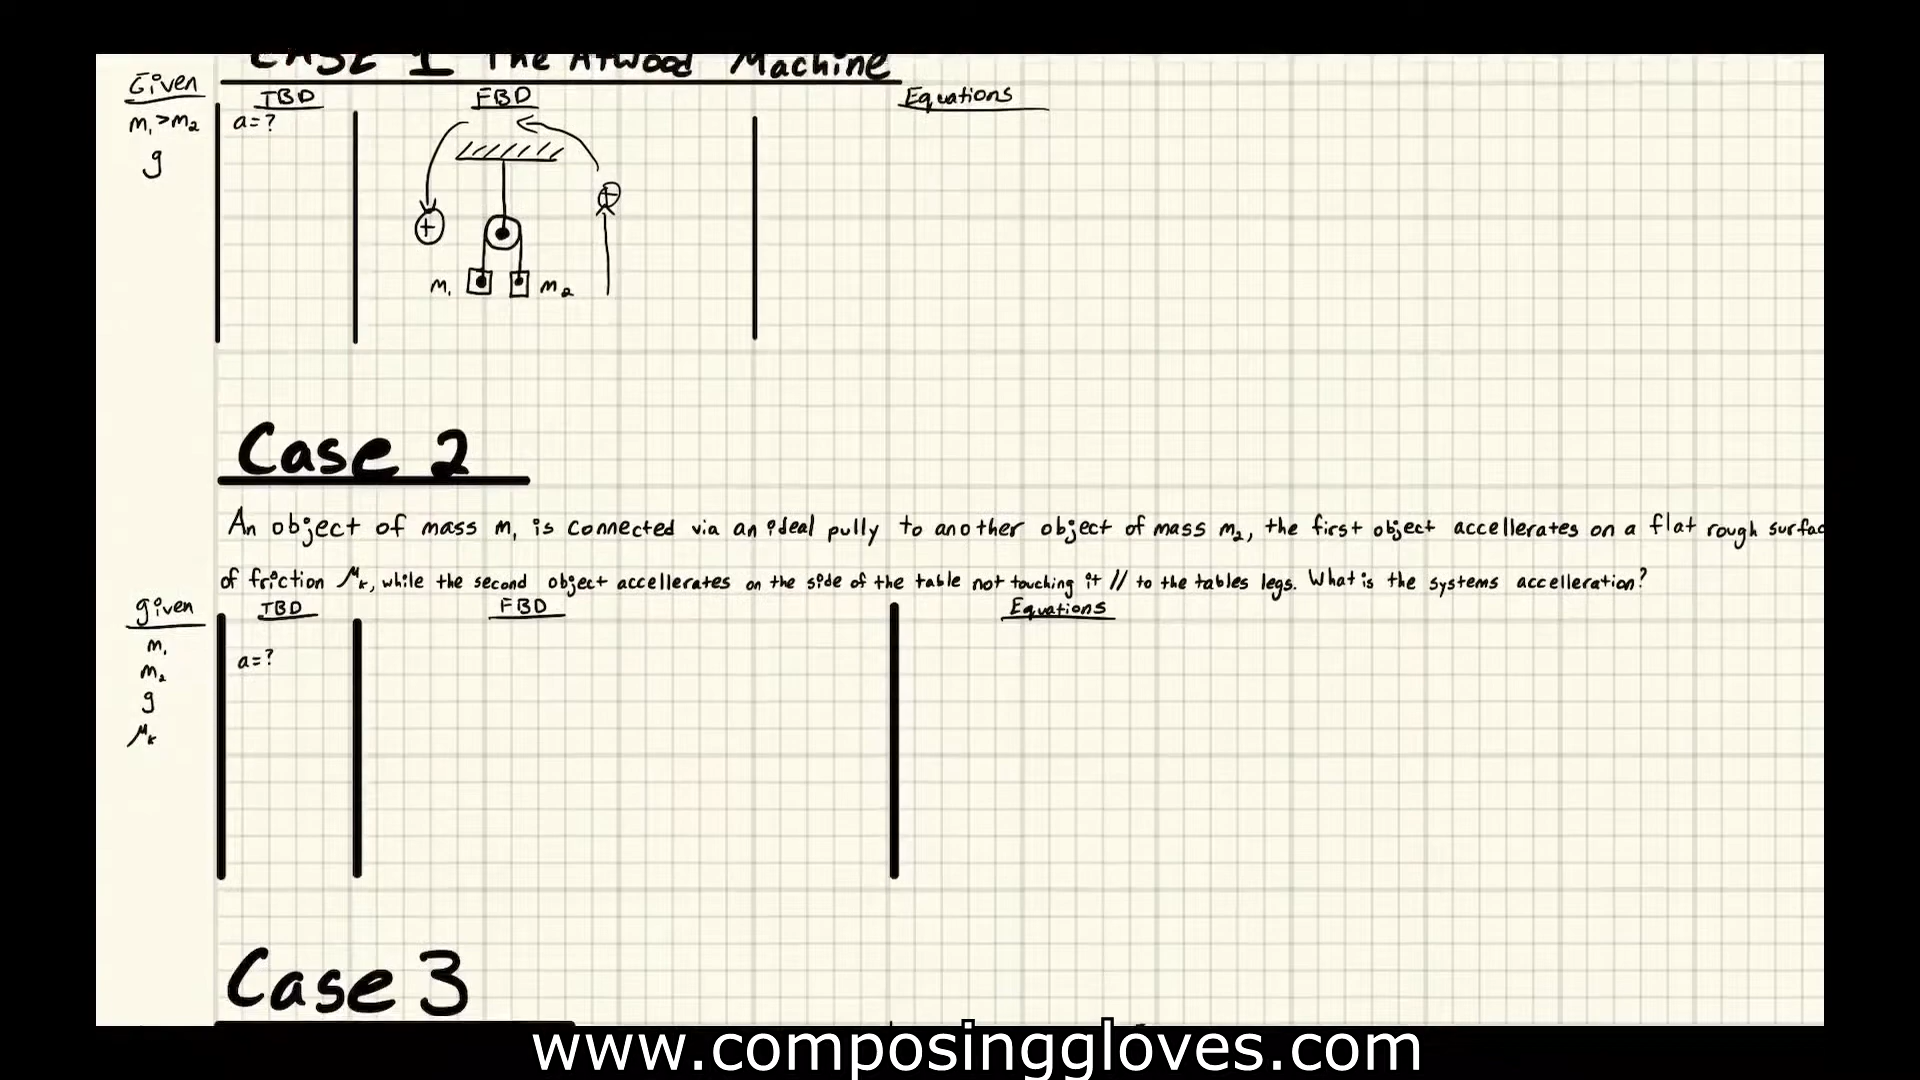 CASE 1 The Atwood Machine
Given
TBD
FBD
Equations
m₁>m₂
a=?
g
+
+
m₁
m₂
Case 2
An object of mass m₁ is connected via an ideal pully to another object of mass m₂, the first object accellerates on a flat rough surfac
of friction μₖ, while the second object accellerates on the side of the table not touching it // to the tables legs. What is the systems accelleration?
given
TBD
FBD
Equations
m₁
a=?
m₂
g
μₖ
Case 3
www.composinggloves.com